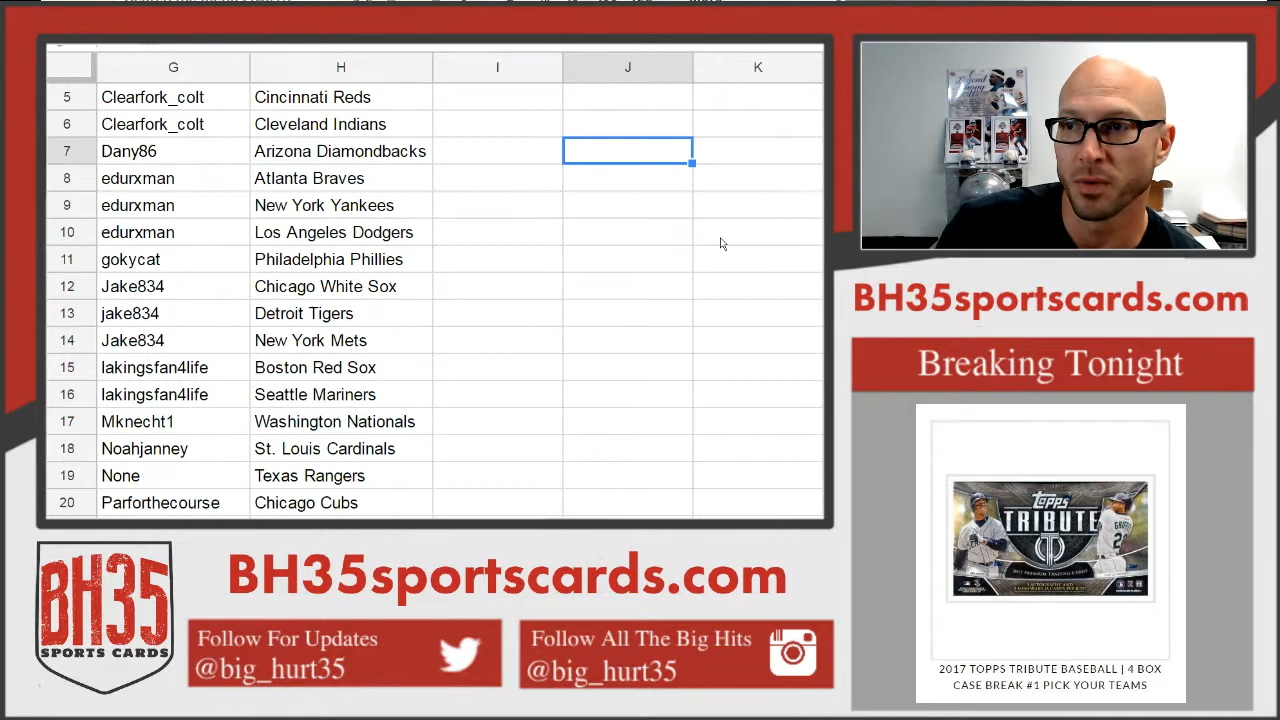 G H I J K
5 Clearfork_colt Cincinnati Reds
6 Clearfork_colt Cleveland Indians
7 Dany86 Arizona Diamondbacks
8 edurxman Atlanta Braves
9 edurxman New York Yankees
10 edurxman Los Angeles Dodgers
11 gokycat Philadelphia Phillies
12 Jake834 Chicago White Sox
13 jake834 Detroit Tigers
14 Jake834 New York Mets
15 lakingsfan4life Boston Red Sox
16 lakingsfan4life Seattle Mariners
17 Mknecht1 Washington Nationals
18 Noahjanney St. Louis Cardinals
19 None Texas Rangers
20 Parforthecourse Chicago Cubs
BH35sportscards.com
Breaking Tonight
topps
TRIBUTE
2017 TOPPS TRIBUTE BASEBALL | 4 BOX
CASE BREAK #1 PICK YOUR TEAMS
BH35
SPORTS CARDS
BH35sportscards.com
Follow For Updates
@big_hurt35
Follow All The Big Hits
@big_hurt35